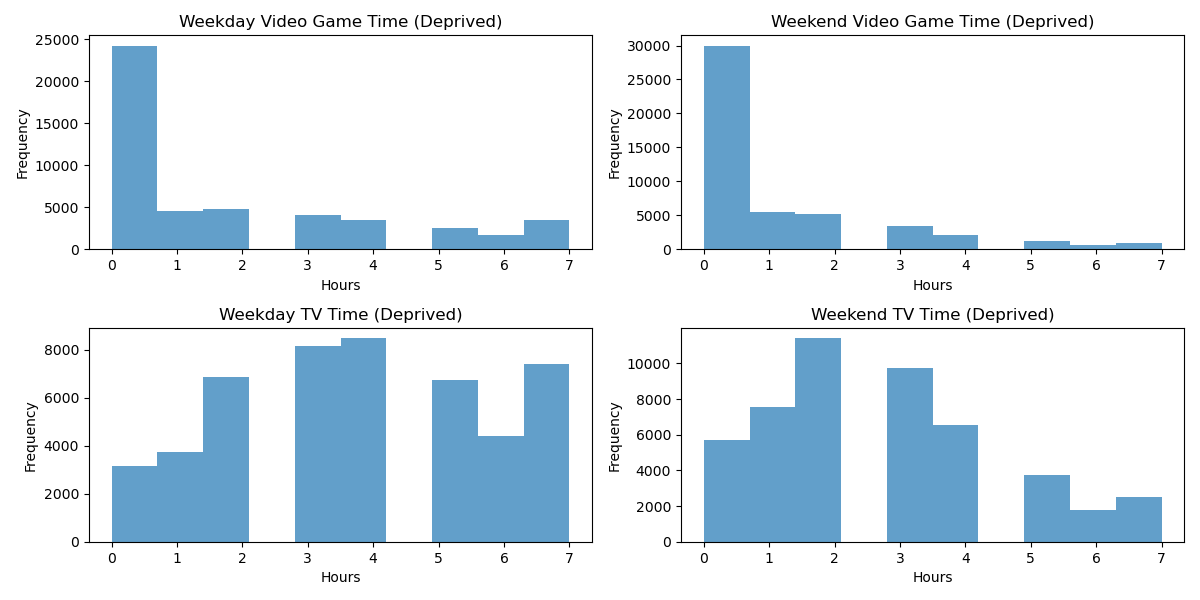 Weekday Video Game Time (Deprived)
Frequency
25000
20000
15000
10000
5000
0
0 1 2 3 4 5 6 7
Hours
Weekend Video Game Time (Deprived)
Frequency
30000
25000
20000
15000
10000
5000
0
0 1 2 3 4 5 6 7
Hours
Weekday TV Time (Deprived)
Frequency
8000
6000
4000
2000
0
0 1 2 3 4 5 6 7
Hours
Weekend TV Time (Deprived)
Frequency
10000
8000
6000
4000
2000
0
0 1 2 3 4 5 6 7
Hours